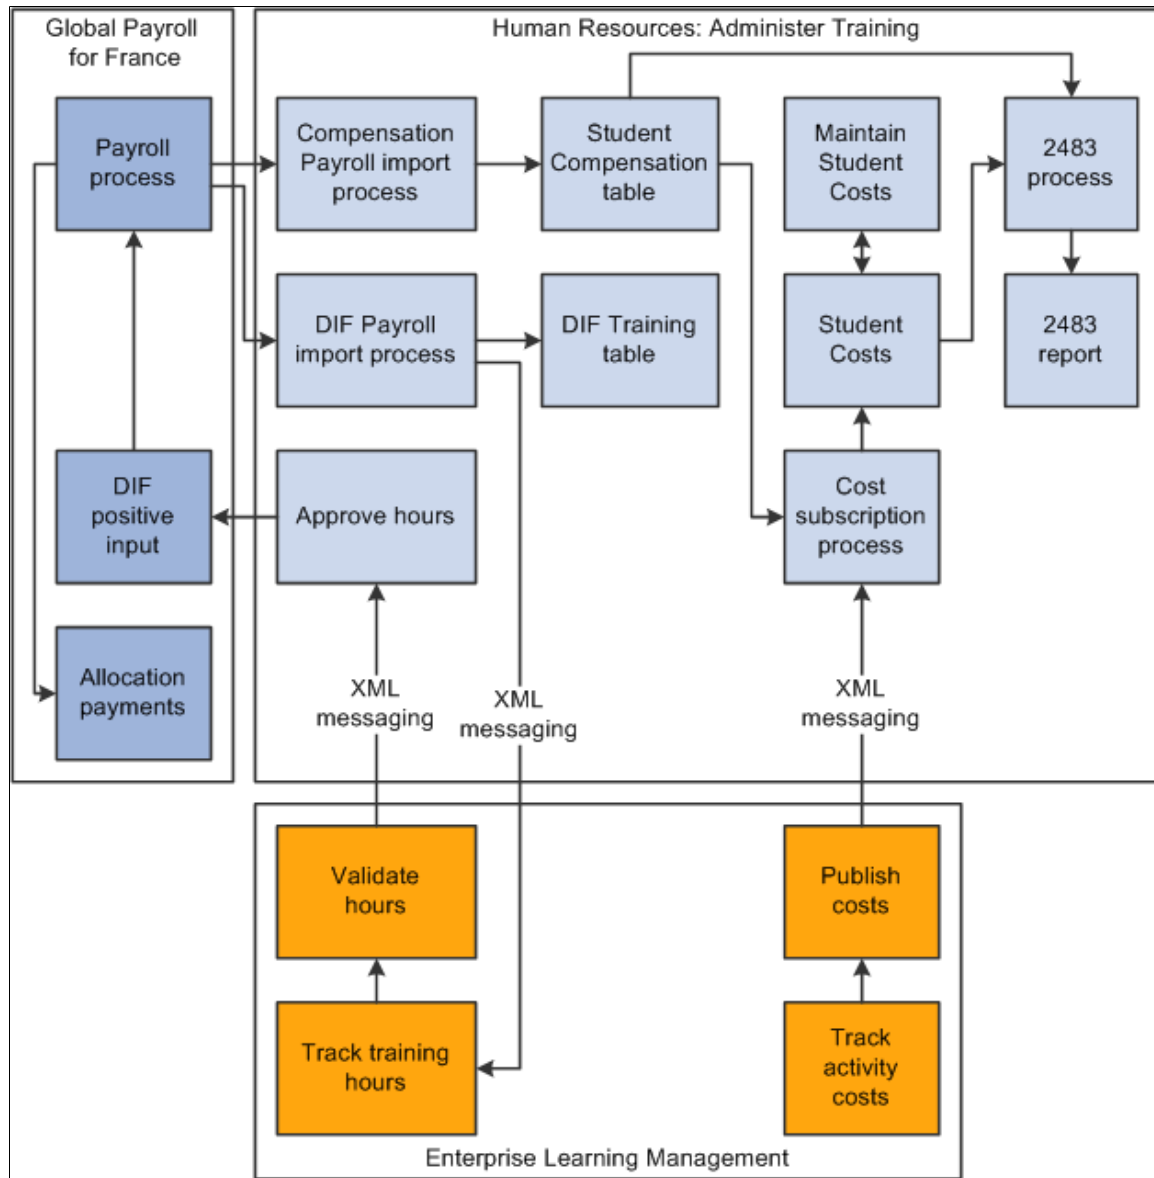 Global Payroll
for France
Human Resources: Administer Training
Payroll
process
Compensation
Payroll import
process
Student
Compensation
table
Maintain
Student
Costs
2483
process
DIF Payroll
import process
DIF Training
table
Student
Costs
2483
report
DIF
positive
input
Approve hours
Cost
subscription
process
Allocation
payments
XML
messaging
XML
messaging
XML
messaging
Validate
hours
Publish
costs
Track training
hours
Track
activity
costs
Enterprise Learning Management